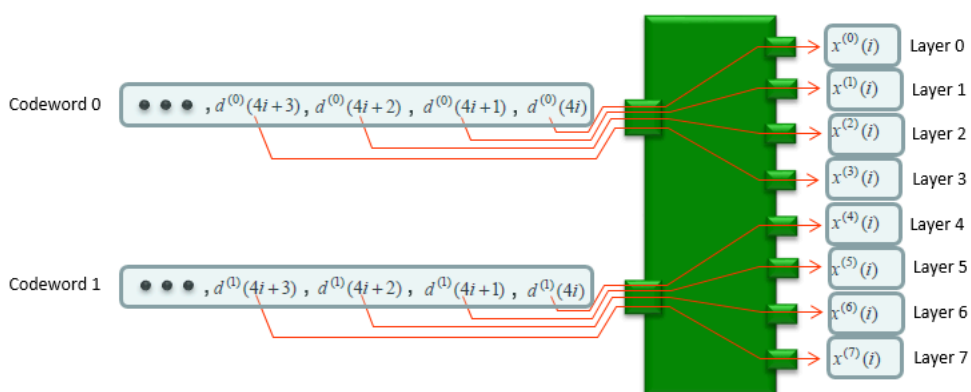 x^{(0)}(i) Layer 0
x^{(1)}(i) Layer 1
Codeword 0 ● ● ● , d^{(0)}(4i+3), d^{(0)}(4i+2) , d^{(0)}(4i+1) , d^{(0)}(4i)
x^{(2)}(i) Layer 2
x^{(3)}(i) Layer 3
x^{(4)}(i) Layer 4
x^{(5)}(i) Layer 5
Codeword 1 ● ● ● , d^{(1)}(4i+3), d^{(1)}(4i+2) , d^{(1)}(4i+1) , d^{(1)}(4i)
x^{(6)}(i) Layer 6
x^{(7)}(i) Layer 7